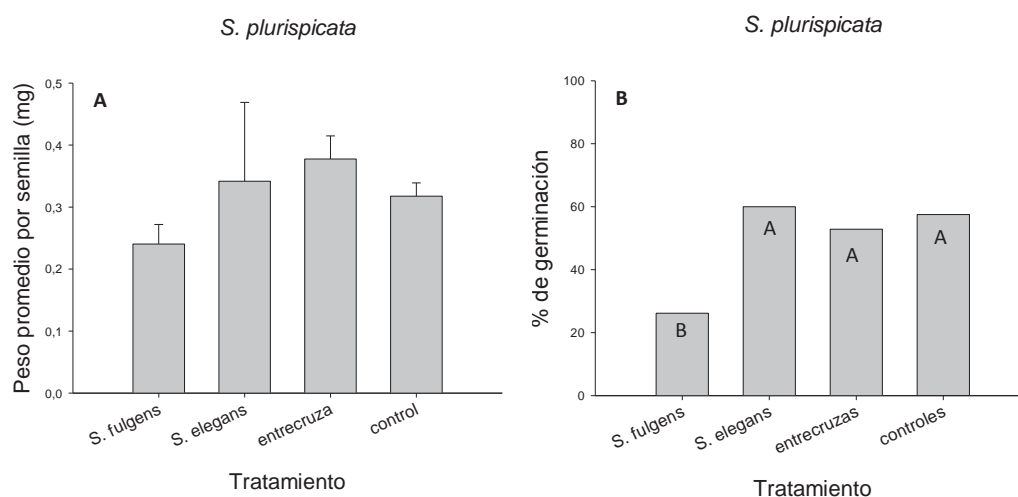 S. plurispicata
A
Peso promedio por semilla (mg)
0,5
0,4
0,3
0,2
0,1
0,0
S. fulgens
S. elegans
entrecruza
control
Tratamiento
S. plurispicata
B
% de germinación
100
80
60
40
20
0
B
A
A
A
S. fulgens
S. elegans
entrecruzas
controles
Tratamiento